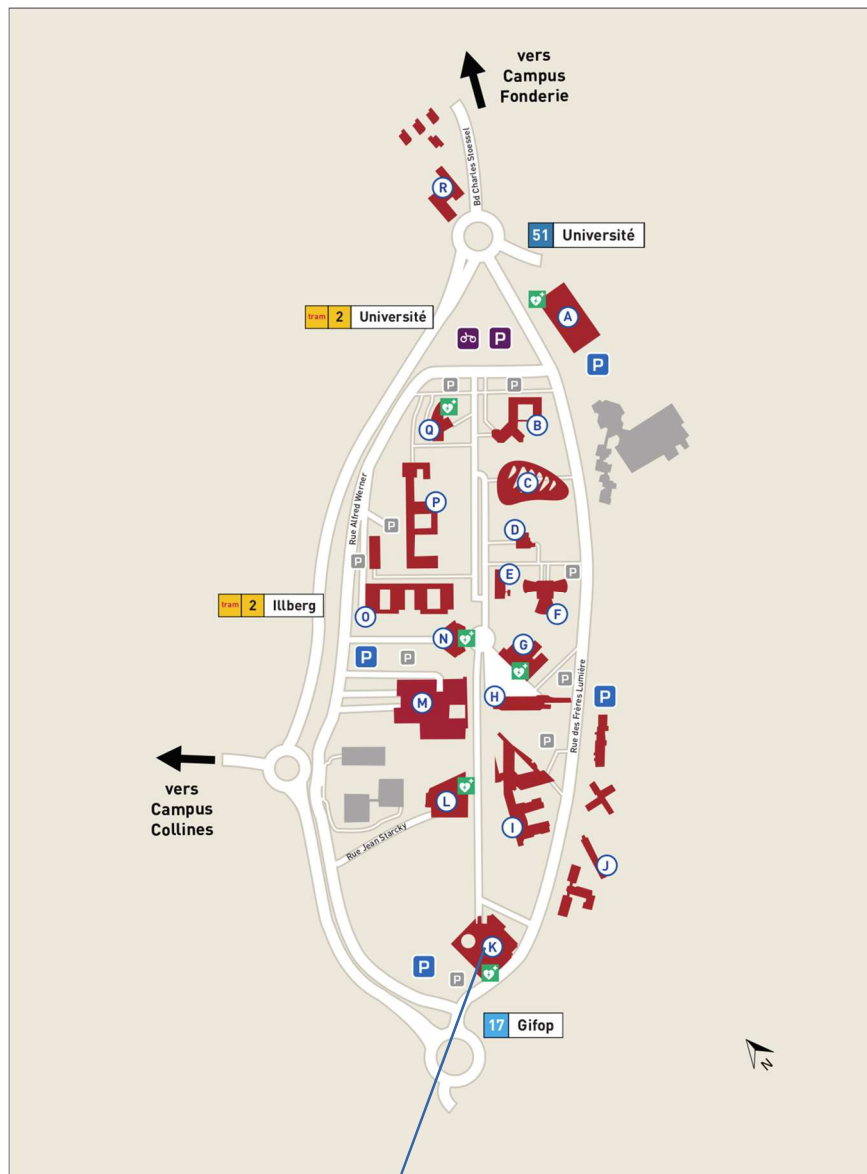 vers
Campus
Fonderie
Bd Charles Stoessel
R
51 Université
tram 2 Université
A
P
P
P
P
Q
B
C
P
Rue Alfred Werner
P
D
P
E
P
F
tram 2 Illberg
O
N
G
P
P
P
H
M
P
Rue des Frères Lumière
P
vers
Campus
Collines
L
I
Rue Jean Starcky
J
K
P
P
17 Gifop
N